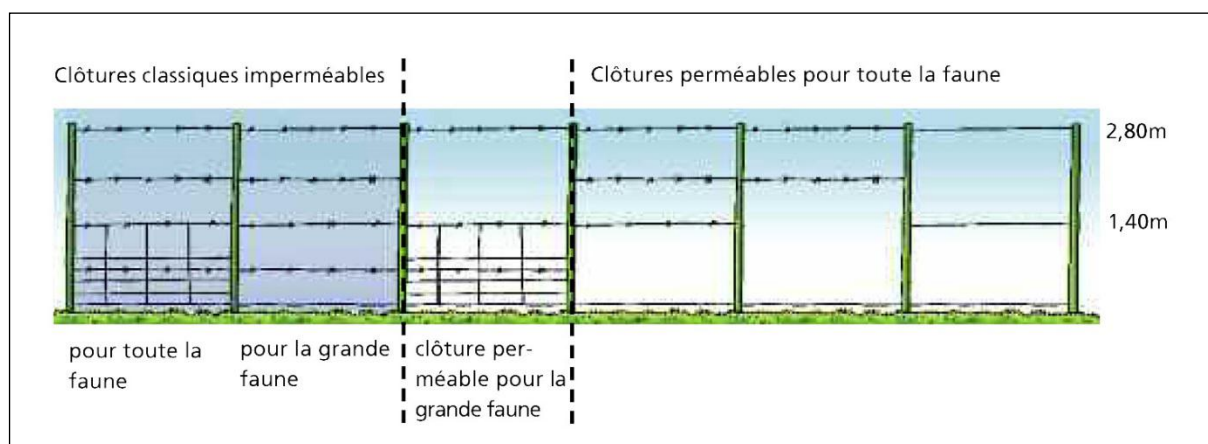 Clôtures classiques imperméables
Clôtures perméables pour toute la faune
2,80m
1,40m
pour toute la
faune
pour la grande
faune
clôture per-
méable pour la
grande faune